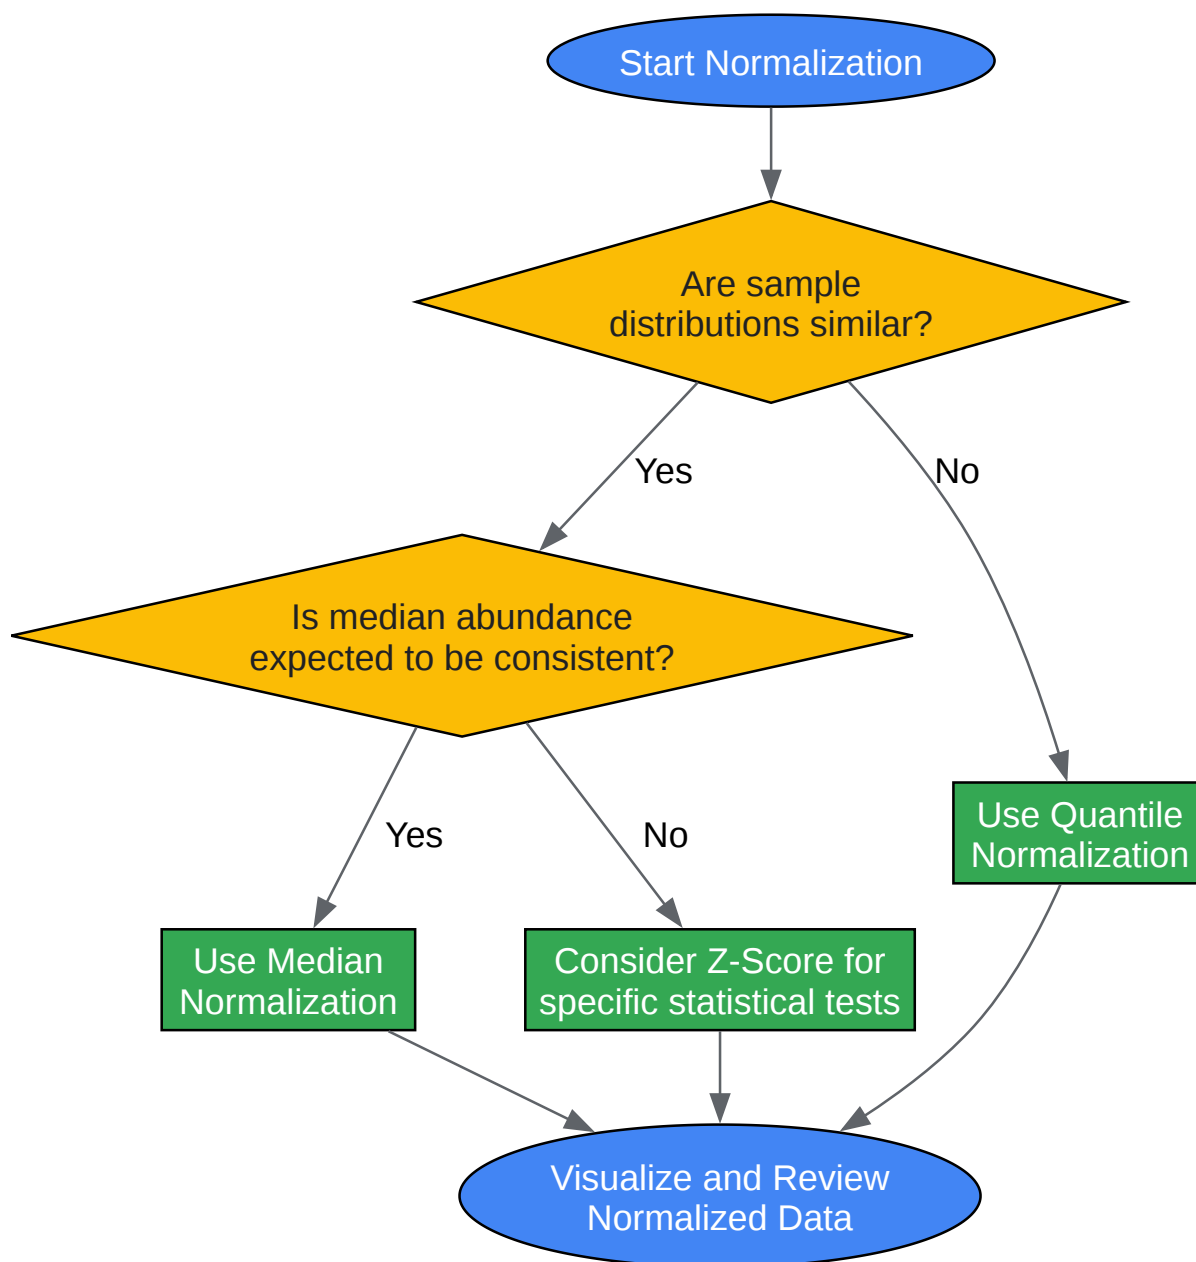 Start Normalization
Are sample
distributions similar?
Yes
No
Is median abundance
expected to be consistent?
Yes
No
Use Quantile
Normalization
Use Median
Normalization
Consider Z-Score for
specific statistical tests
Visualize and Review
Normalized Data